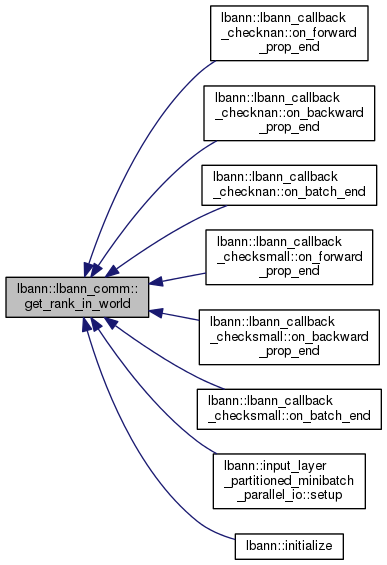 lbann::lbann_callback
_checknan::on_forward
_prop_end
lbann::lbann_callback
_checknan::on_backward
_prop_end
lbann::lbann_callback
_checknan::on_batch_end
lbann::lbann_callback
_checksmall::on_forward
_prop_end
lbann::lbann_comm::
get_rank_in_world
lbann::lbann_callback
_checksmall::on_backward
_prop_end
lbann::lbann_callback
_checksmall::on_batch_end
lbann::input_layer
_partitioned_minibatch
_parallel_io::setup
lbann::initialize